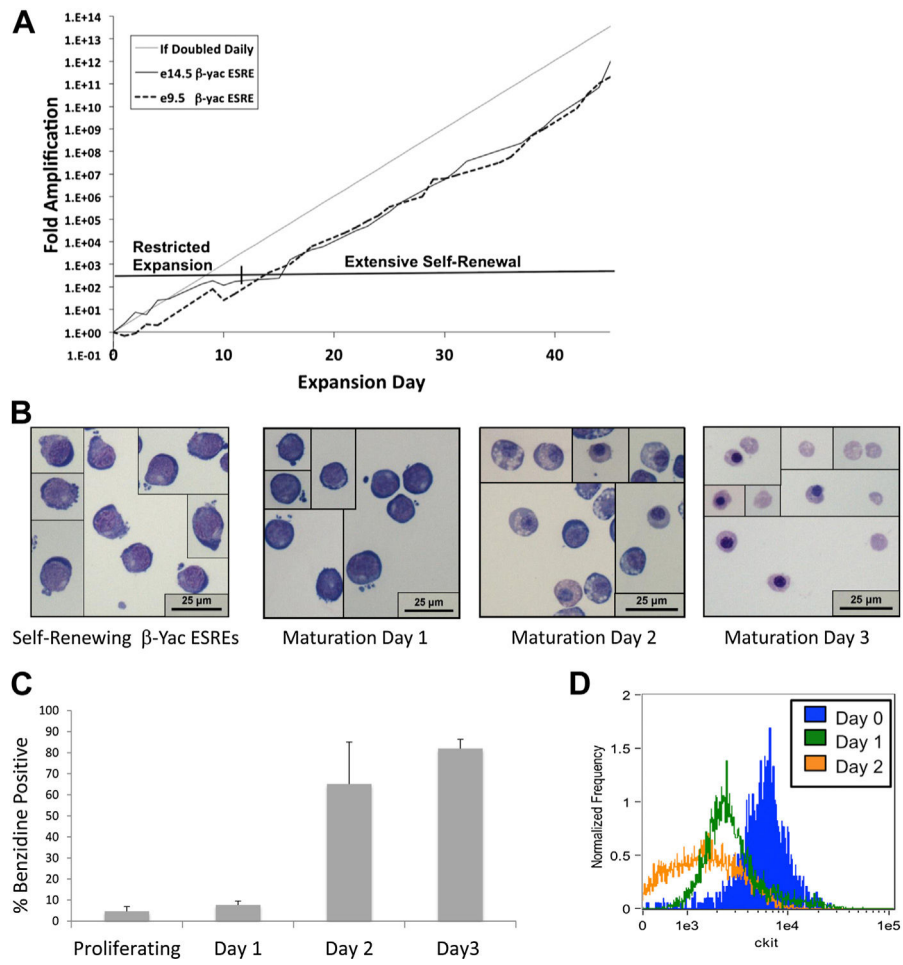 A
1.E+14
1.E+13
1.E+12
1.E+11
1.E+10
1.E+09
1.E+08
1.E+07
1.E+06
1.E+05
1.E+04
1.E+03
1.E+02
1.E+01
1.E+00
1.E-01
Fold Amplification
If Doubled Daily
e14.5 β-yac ESRE
e9.5 β-yac ESRE
Restricted
Expansion
Extensive Self-Renewal
0 10 20 30 40
Expansion Day
B
25 µm
25 µm
25 µm
25 µm
Self-Renewing β-Yac ESREs
Maturation Day 1
Maturation Day 2
Maturation Day 3
C
% Benzidine Positive
100
90
80
70
60
50
40
30
20
10
0
Proliferating Day 1 Day 2 Day3
D
Normalized Frequency
2
1.5
1
0.5
0
Day 0
Day 1
Day 2
0 1e3 1e4 1e5
ckit